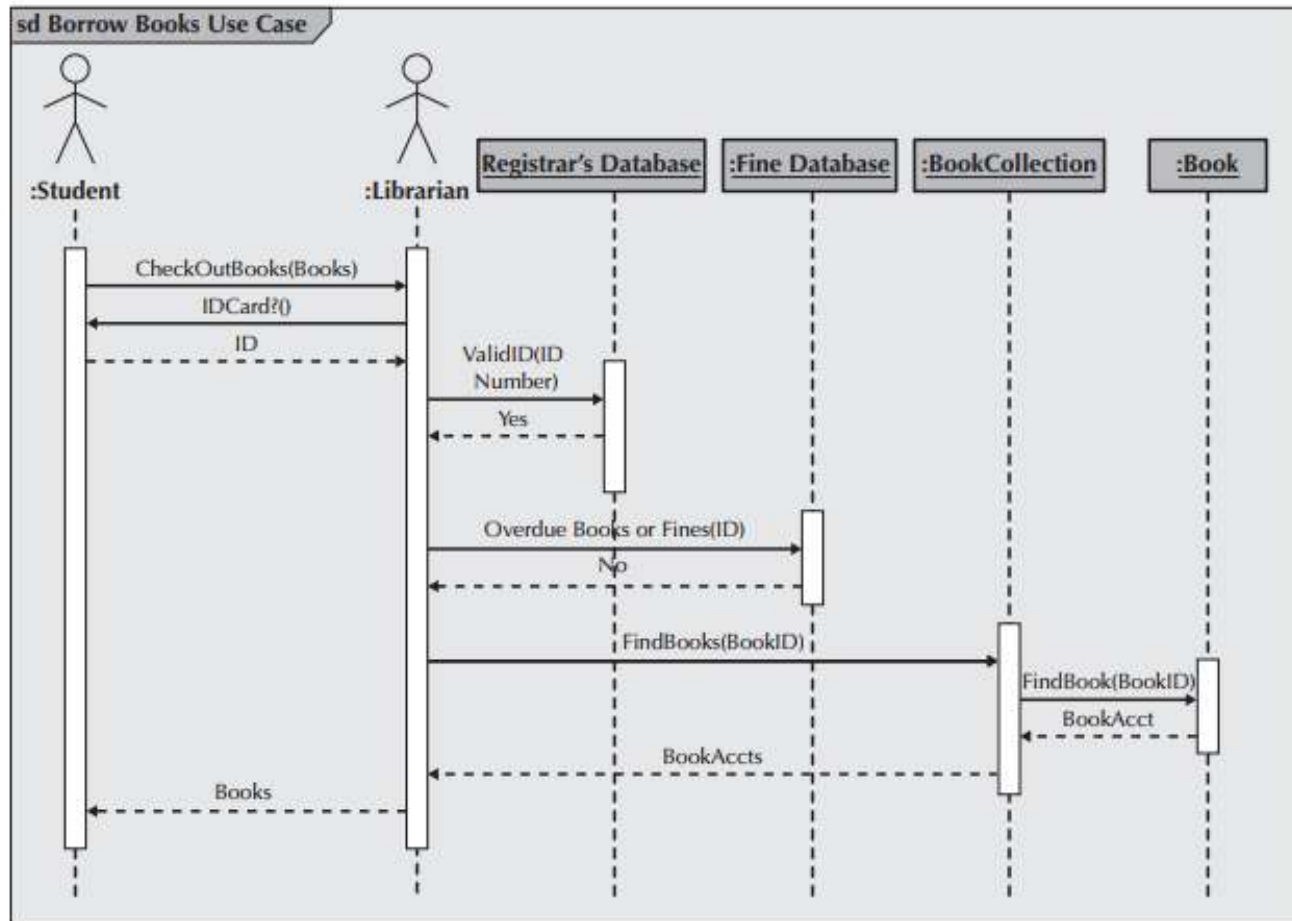 sd Borrow Books Use Case
:Student
:Librarian
Registrar's Database
:Fine Database
:BookCollection
:Book
CheckOutBooks(Books)
IDCard?()
ID
ValidID(ID
Number)
Yes
Overdue Books or Fines(ID)
No
FindBooks(BookID)
FindBook(BookID)
BookAcct
BookAccts
Books